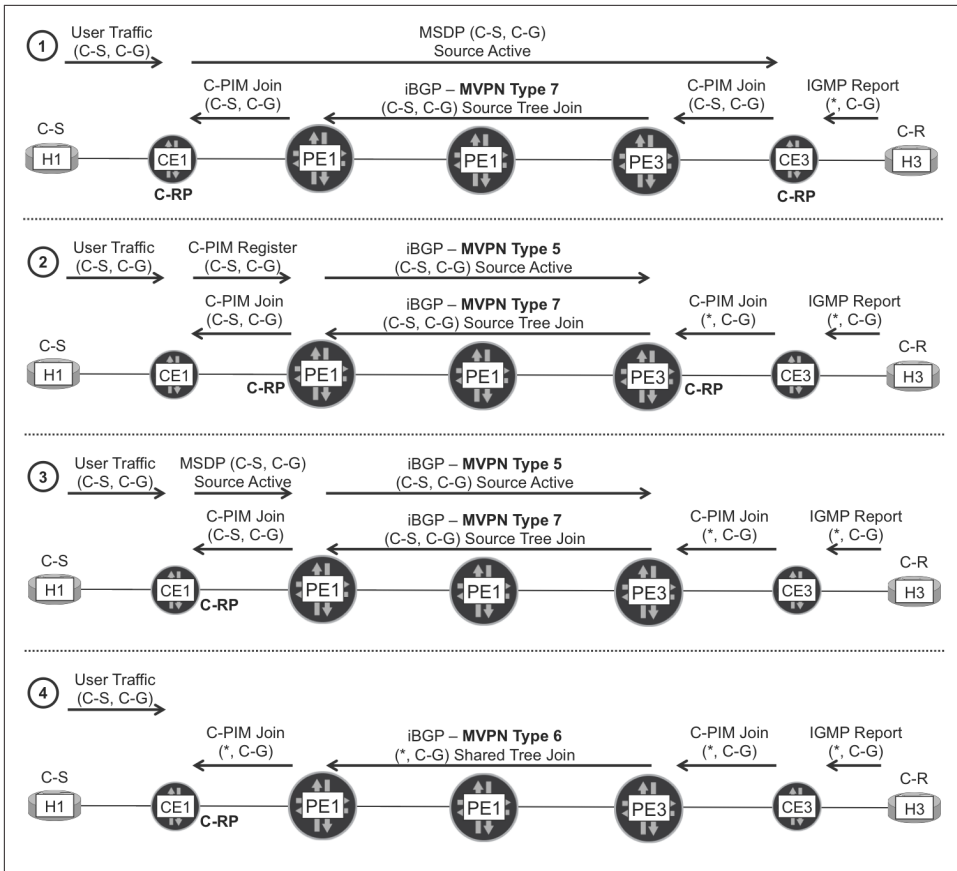 1
User Traffic
(C-S, C-G)
MSDP (C-S, C-G)
Source Active
C-PIM Join
(C-S, C-G)
iBGP – MVPN Type 7
(C-S, C-G) Source Tree Join
C-PIM Join
(C-S, C-G)
IGMP Report
(*, C-G)
C-S
C-R
H1
CE1
PE1
PE1
PE3
CE3
H3
C-RP
C-RP
2
User Traffic
(C-S, C-G)
C-PIM Register
(C-S, C-G)
iBGP – MVPN Type 5
(C-S, C-G) Source Active
C-PIM Join
(C-S, C-G)
iBGP – MVPN Type 7
(C-S, C-G) Source Tree Join
C-PIM Join
(*, C-G)
IGMP Report
(*, C-G)
C-S
C-R
H1
CE1
PE1
PE1
PE3
CE3
H3
C-RP
C-RP
3
User Traffic
(C-S, C-G)
MSDP (C-S, C-G)
Source Active
iBGP – MVPN Type 5
(C-S, C-G) Source Active
C-PIM Join
(C-S, C-G)
iBGP – MVPN Type 7
(C-S, C-G) Source Tree Join
C-PIM Join
(*, C-G)
IGMP Report
(*, C-G)
C-S
C-R
H1
CE1
PE1
PE1
PE3
CE3
H3
C-RP
4
User Traffic
(C-S, C-G)
C-PIM Join
(*, C-G)
iBGP – MVPN Type 6
(*, C-G) Shared Tree Join
C-PIM Join
(*, C-G)
IGMP Report
(*, C-G)
C-S
C-R
H1
CE1
PE1
PE1
PE3
CE3
H3
C-RP